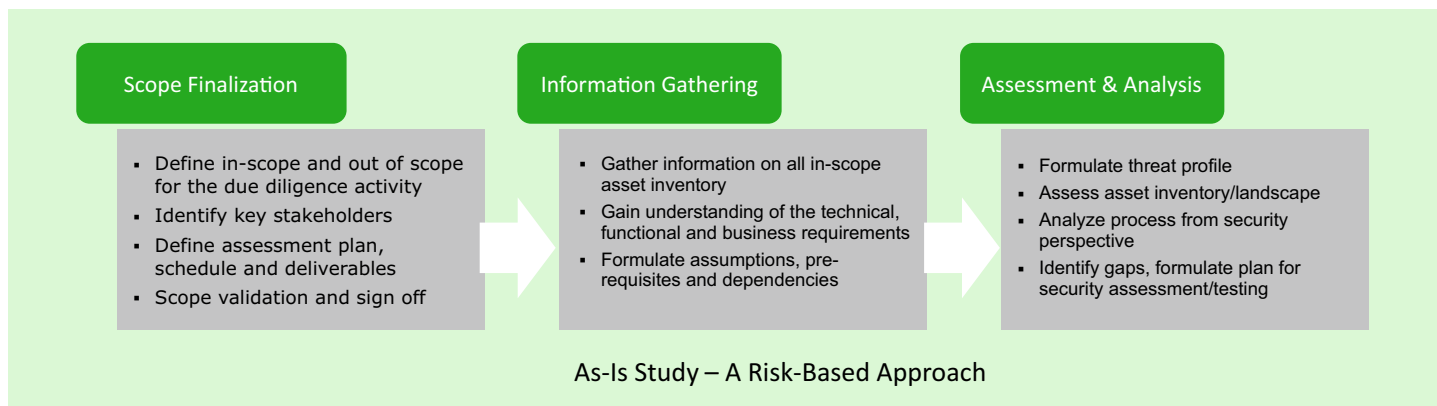 Scope Finalization
▪ Define in-scope and out of scope
for the due diligence activity
▪ Identify key stakeholders
▪ Define assessment plan,
schedule and deliverables
▪ Scope validation and sign off
Information Gathering
▪ Gather information on all in-scope
asset inventory
▪ Gain understanding of the technical,
functional and business requirements
▪ Formulate assumptions, pre-
requisites and dependencies
Assessment & Analysis
▪ Formulate threat profile
▪ Assess asset inventory/landscape
▪ Analyze process from security
perspective
▪ Identify gaps, formulate plan for
security assessment/testing
As-Is Study – A Risk-Based Approach